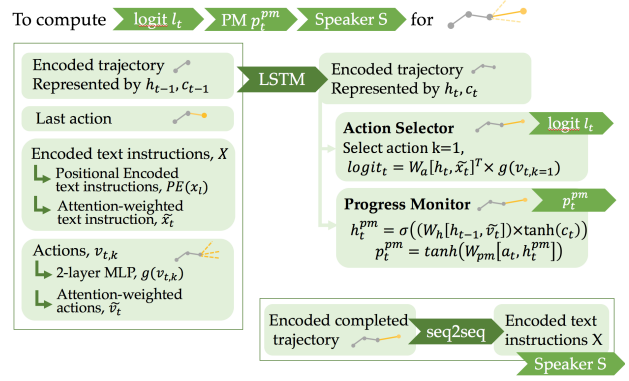 To compute logit l_t PM p_t^{pm} Speaker S for
Encoded trajectory
Represented by h_{t−1}, c_{t−1}
Last action
Encoded text instructions, X
Positional Encoded
text instructions, PE(x_l)
Attention-weighted
text instruction, x̃_t
Actions, v_{t,k}
2-layer MLP, g(v_{t,k})
Attention-weighted
actions, ṽ_t
LSTM
Encoded trajectory
Represented by h_t, c_t
logit l_t
Action Selector
Select action k=1,
logit_t = W_a[h_t, x̃_t]^T × g(v_{t,k=1})
p_t^{pm}
Progress Monitor
h_t^{pm} = σ((W_h[h_{t−1}, ṽ_t])×tanh(c_t))
p_t^{pm} = tanh(W_{pm}[a_t, h_t^{pm}])
Encoded completed
trajectory
seq2seq
Encoded text
instructions X
Speaker S